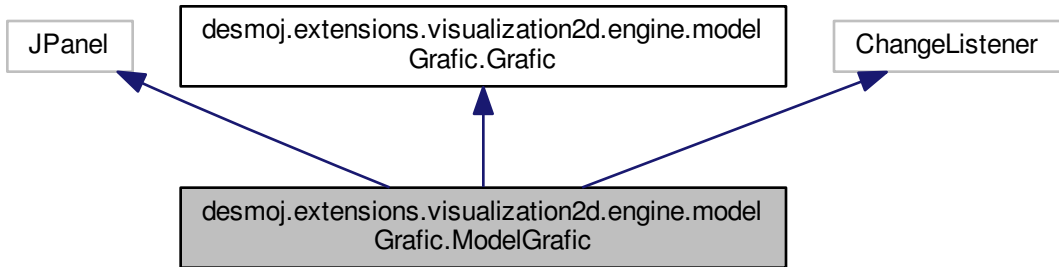 JPanel
desmoj.extensions.visualization2d.engine.model
Grafic.Grafic
ChangeListener
desmoj.extensions.visualization2d.engine.model
Grafic.ModelGrafic